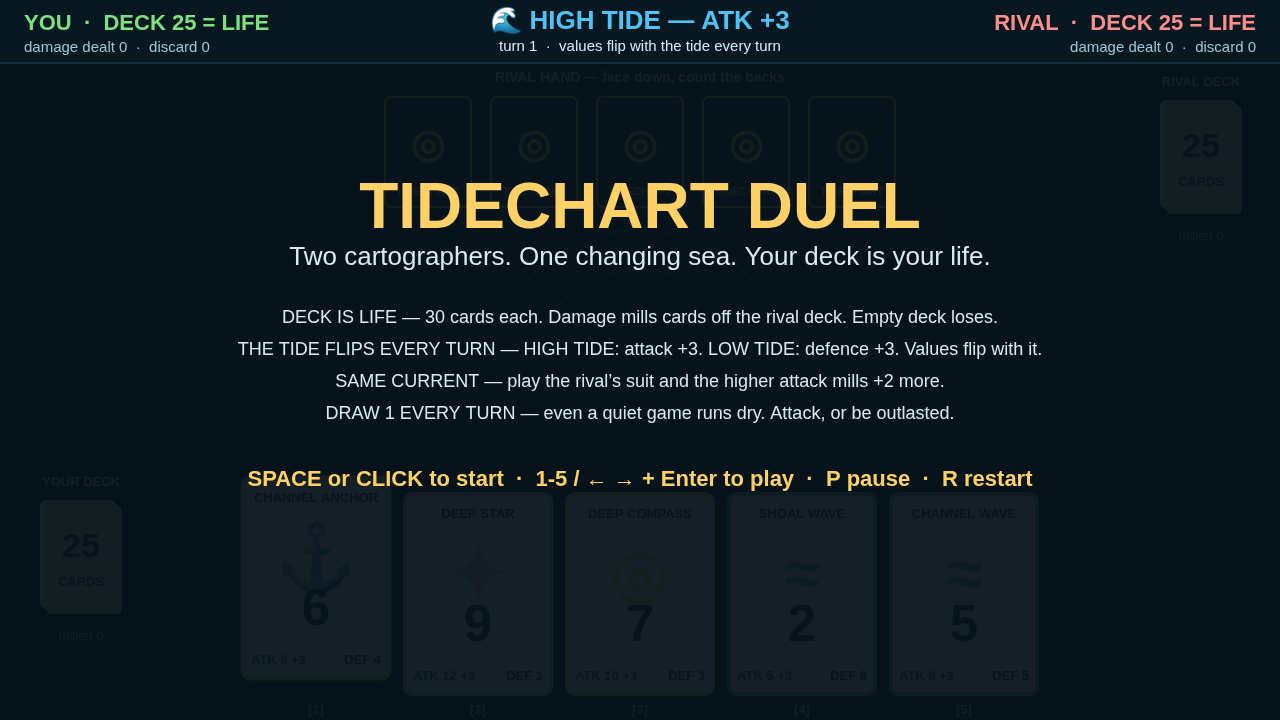 YOU · DECK 25 = LIFE
damage dealt 0 · discard 0
🌊 HIGH TIDE — ATK +3
turn 1 · values flip with the tide every turn
RIVAL · DECK 25 = LIFE
damage dealt 0 · discard 0
RIVAL HAND — face down, count the backs
RIVAL DECK
25
CARDS
milled 0
TIDECHART DUEL
Two cartographers. One changing sea. Your deck is your life.
DECK IS LIFE — 30 cards each. Damage mills cards off the rival deck. Empty deck loses.
THE TIDE FLIPS EVERY TURN — HIGH TIDE: attack +3. LOW TIDE: defence +3. Values flip with it.
SAME CURRENT — play the rival’s suit and the higher attack mills +2 more.
DRAW 1 EVERY TURN — even a quiet game runs dry. Attack, or be outlasted.
SPACE or CLICK to start · 1-5 / ← → + Enter to play · P pause · R restart
YOUR DECK
25
CARDS
milled 0
CHANNEL ANCHOR
6
ATK 9 +3 DEF 4
[1]
DEEP STAR
9
ATK 12 +3 DEF 1
[2]
DEEP COMPASS
7
ATK 10 +3 DEF 3
[3]
SHOAL WAVE
2
ATK 5 +3 DEF 8
[4]
CHANNEL WAVE
5
ATK 8 +3 DEF 5
[5]